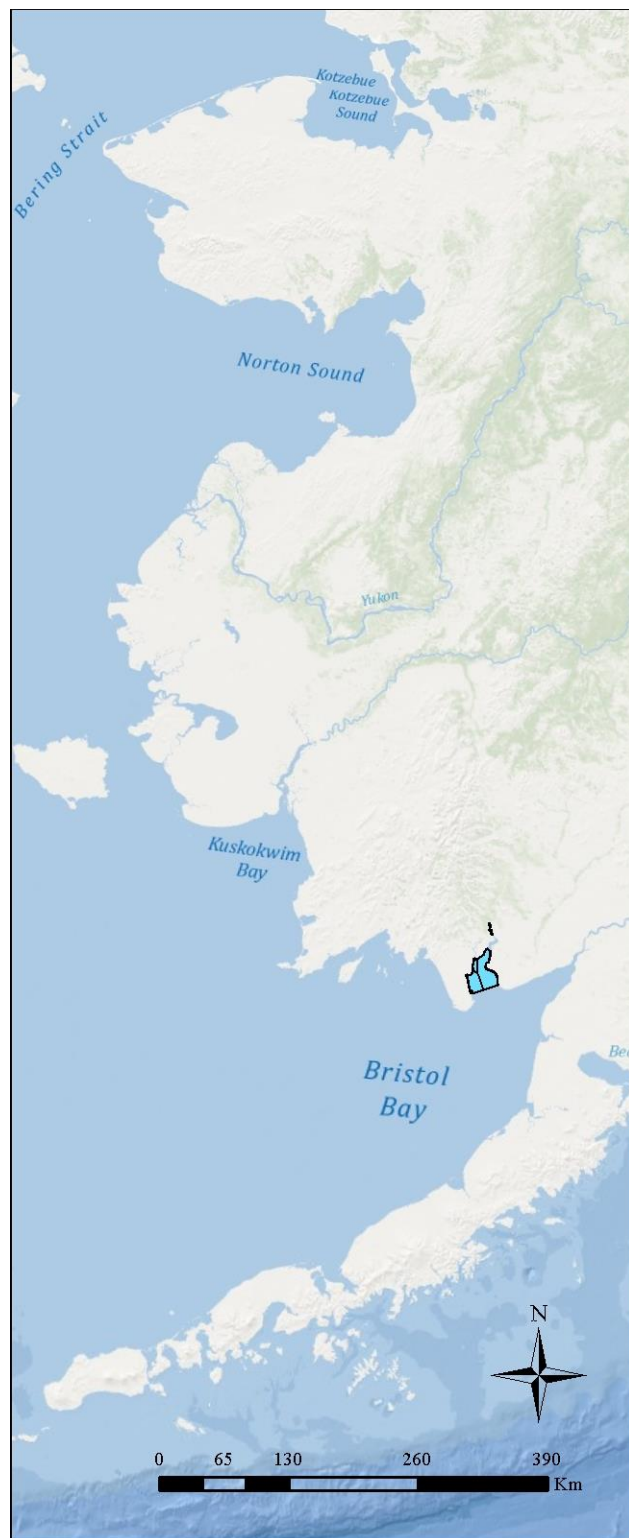 Kotzebue
Kotzebue
Sound
Bering Strait
Norton Sound
Yukon
Kuskokwim
Bay
Bristol
Bay
N
0 65 130 260 390
Km